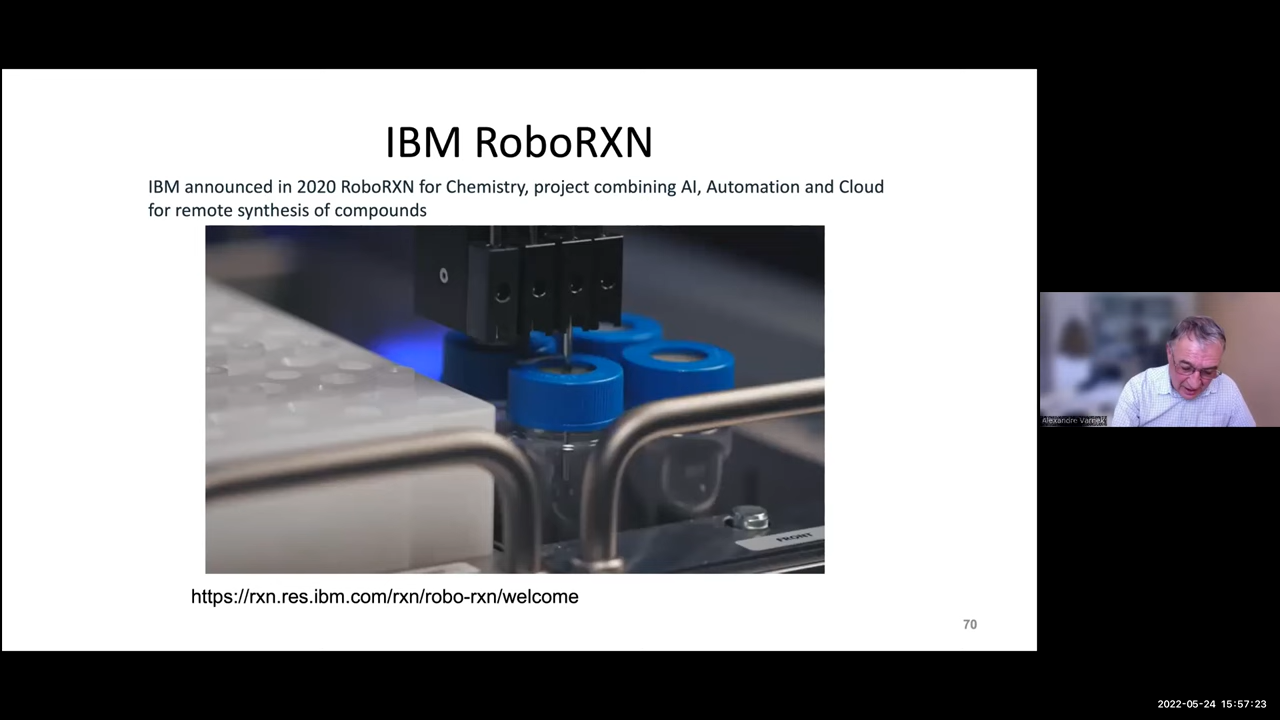 IBM RoboRXN
IBM announced in 2020 RoboRXN for Chemistry, project combining AI, Automation and Cloud
for remote synthesis of compounds
FRONT
https://rxn.res.ibm.com/rxn/robo-rxn/welcome
70
Alexandre Varnek
2022-05-24 15:57:23